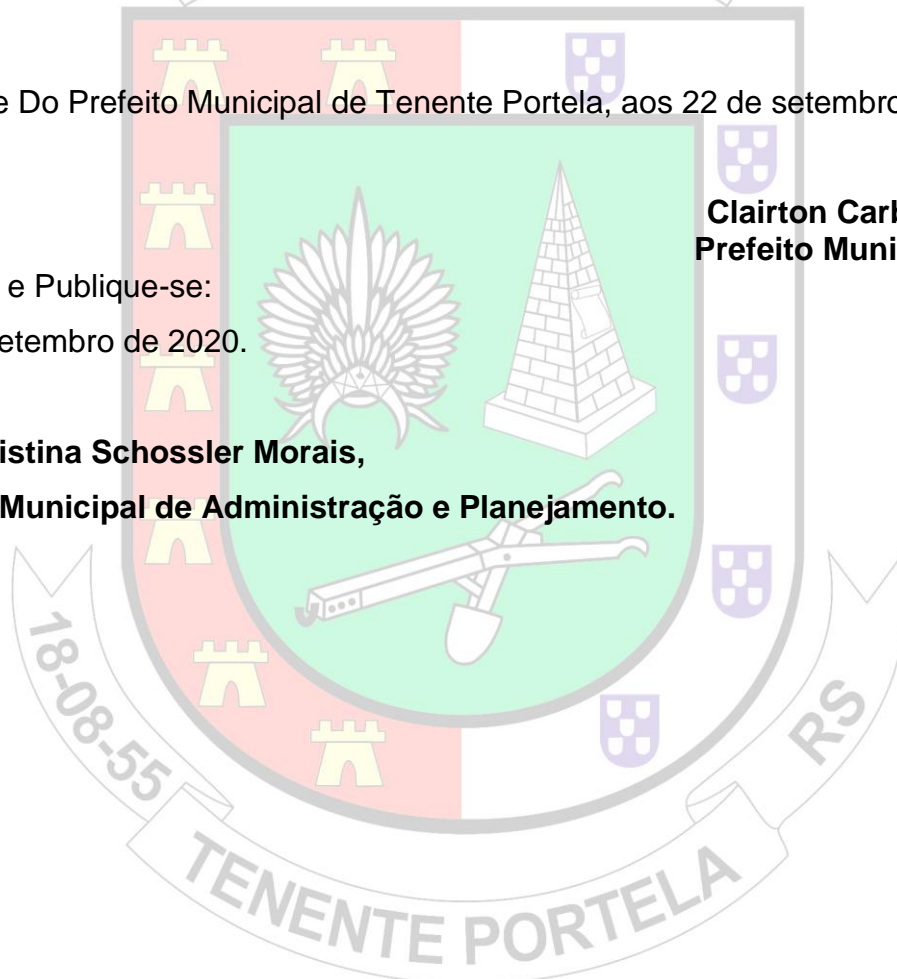 e Do Prefeito Municipal de Tenente Portela, aos 22 de setembro
Clairton Carb
Prefeito Muni
e Publique-se:
etembro de 2020.
istina Schossler Morais,
Municipal de Administração e Planejamento.
18-08-55
TENENTE PORTELA
RS